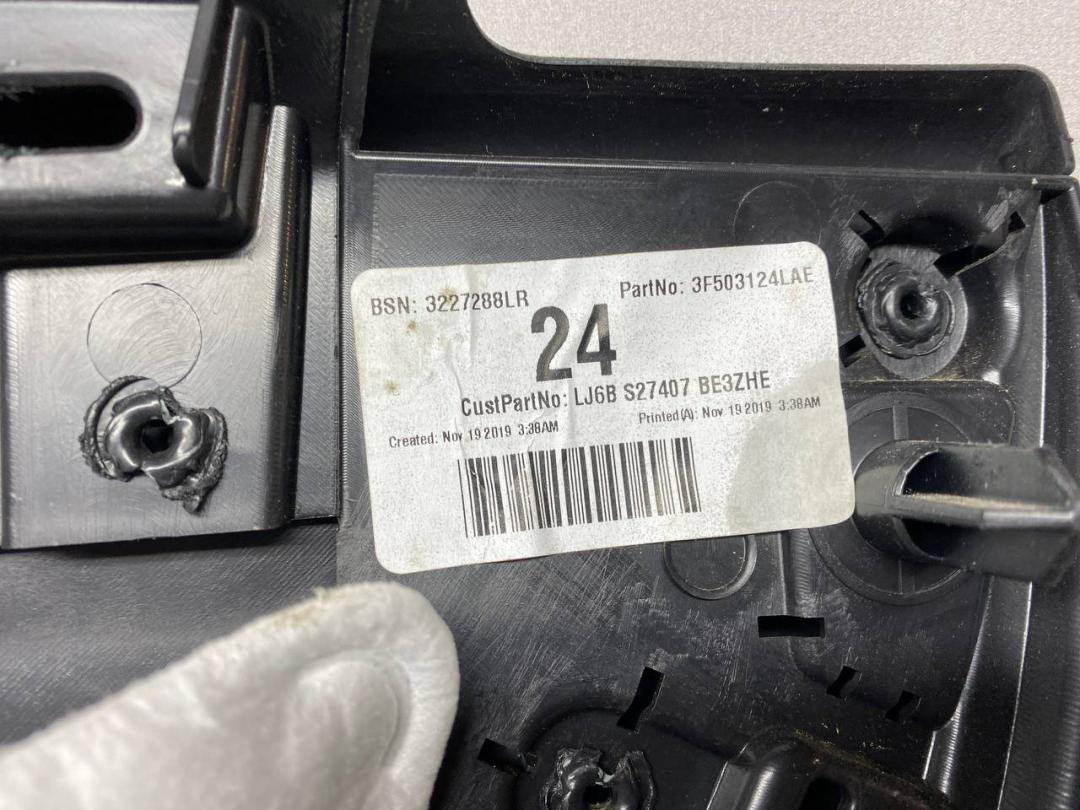 BSN: 3227288LR PartNo: 3F503124LAE
24
CustPartNo: LJ6B S27407 BE3ZHE
Created: Nov 19 2019 3:38AM Printed(A): Nov 19 2019 3:38AM